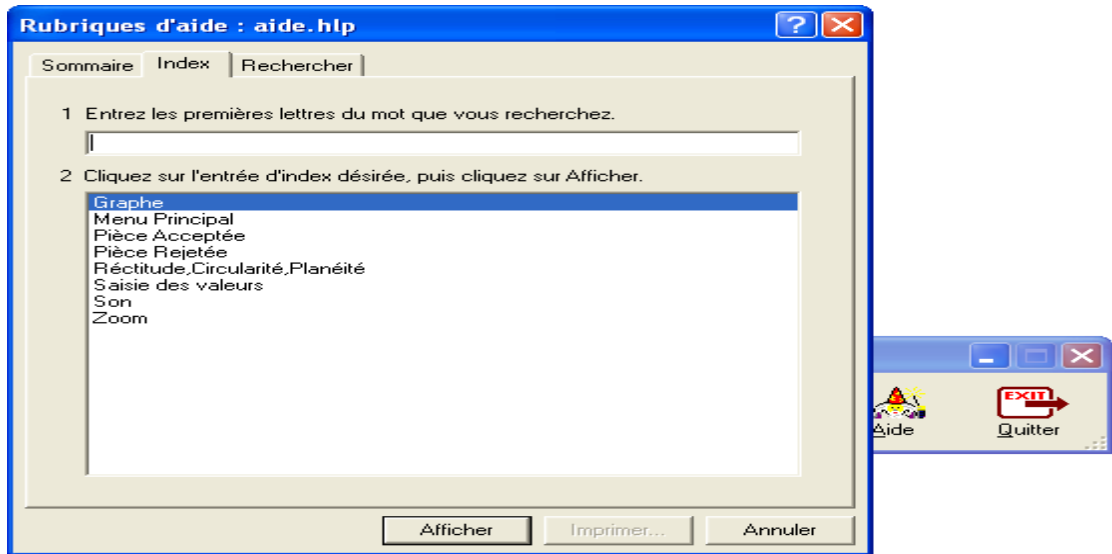 Rubriques d'aide : aide.hlp
Sommaire Index Rechercher
1 Entrez les premières lettres du mot que vous recherchez.
2 Cliquez sur l'entrée d'index désirée, puis cliquez sur Afficher.
Graphe
Menu Principal
Pièce Acceptée
Pièce Rejetée
Réctitude,Circularité,Planéité
Saisie des valeurs
Son
Zoom
EXIT
Aide Quitter
Afficher Imprimer... Annuler